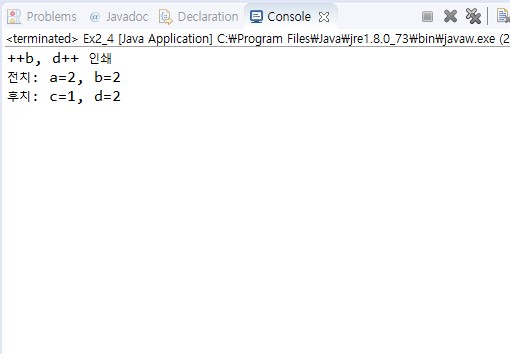 Problems @ Javadoc Declaration Console
<terminated> Ex2_4 [Java Application] C:₩Program Files₩Java₩jre1.8.0_73₩bin₩javaw.exe (2
++b, d++ 인쇄
전치: a=2, b=2
후치: c=1, d=2